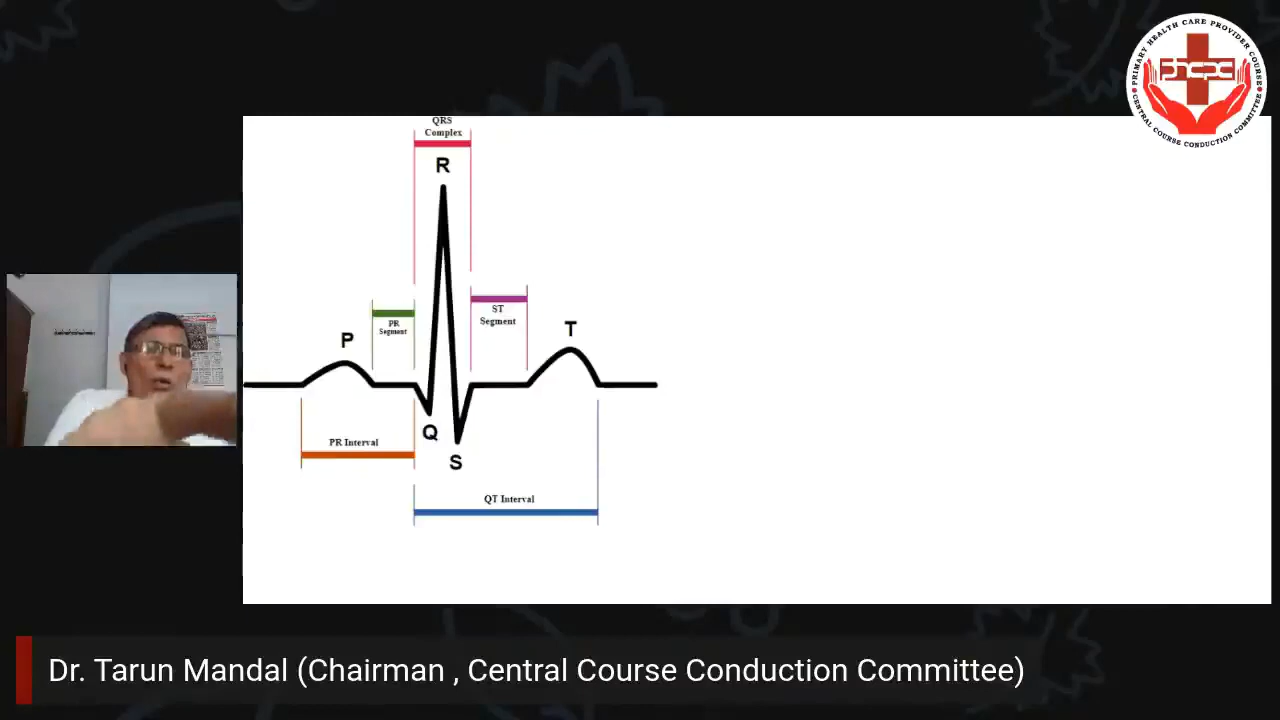 QRS
Complex
R
P
PR
Segment
ST
Segment
T
PR Interval
Q
S
QT Interval
PRIMARY HEALTH CARE PROVIDER COURSE
phcpc
CENTRAL COURSE CONDUCTION COMMITTEE
Dr. Tarun Mandal (Chairman , Central Course Conduction Committee)